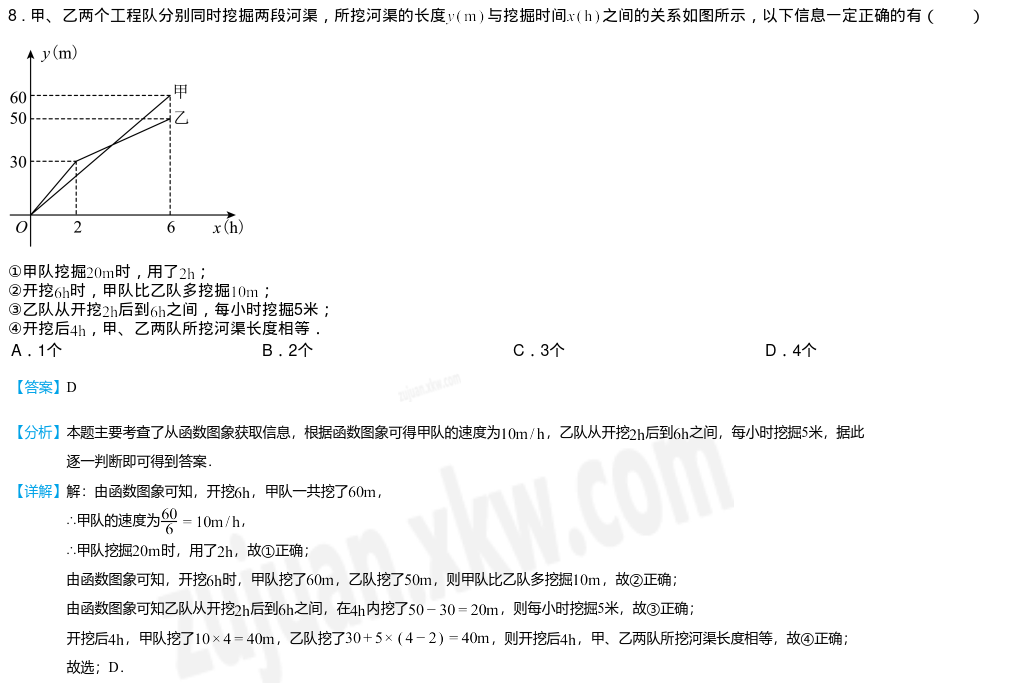 8．甲、乙两个工程队分别同时挖掘两段河渠，所挖河渠的长度y(m)与挖掘时间x(h)之间的关系如图所示，以下信息一定正确的有（　　）
y(m)
60
50
30
甲
乙
O
2
6
x(h)
①甲队挖掘20m时，用了2h；
②开挖6h时，甲队比乙队多挖掘10m；
③乙队从开挖2h后到6h之间，每小时挖掘5米；
④开挖后4h，甲、乙两队所挖河渠长度相等．
A．1个 B．2个 C．3个 D．4个
【答案】D
【分析】本题主要考查了从函数图象获取信息，根据函数图象可得甲队的速度为10m/h，乙队从开挖2h后到6h之间，每小时挖掘5米，据此
逐一判断即可得到答案．
【详解】解：由函数图象可知，开挖6h，甲队一共挖了60m，
∴甲队的速度为60/6=10m/h，
∴甲队挖掘20m时，用了2h，故①正确；
由函数图象可知，开挖6h时，甲队挖了60m，乙队挖了50m，则甲队比乙队多挖掘10m，故②正确；
由函数图象可知乙队从开挖2h后到6h之间，在4h内挖了50－30=20m，则每小时挖掘5米，故③正确；
开挖后4h，甲队挖了10×4=40m，乙队挖了30+5×(4－2)=40m，则开挖后4h，甲、乙两队所挖河渠长度相等，故④正确；
故选；D．
zujuan.xkw.com
zujuan.xkw.com